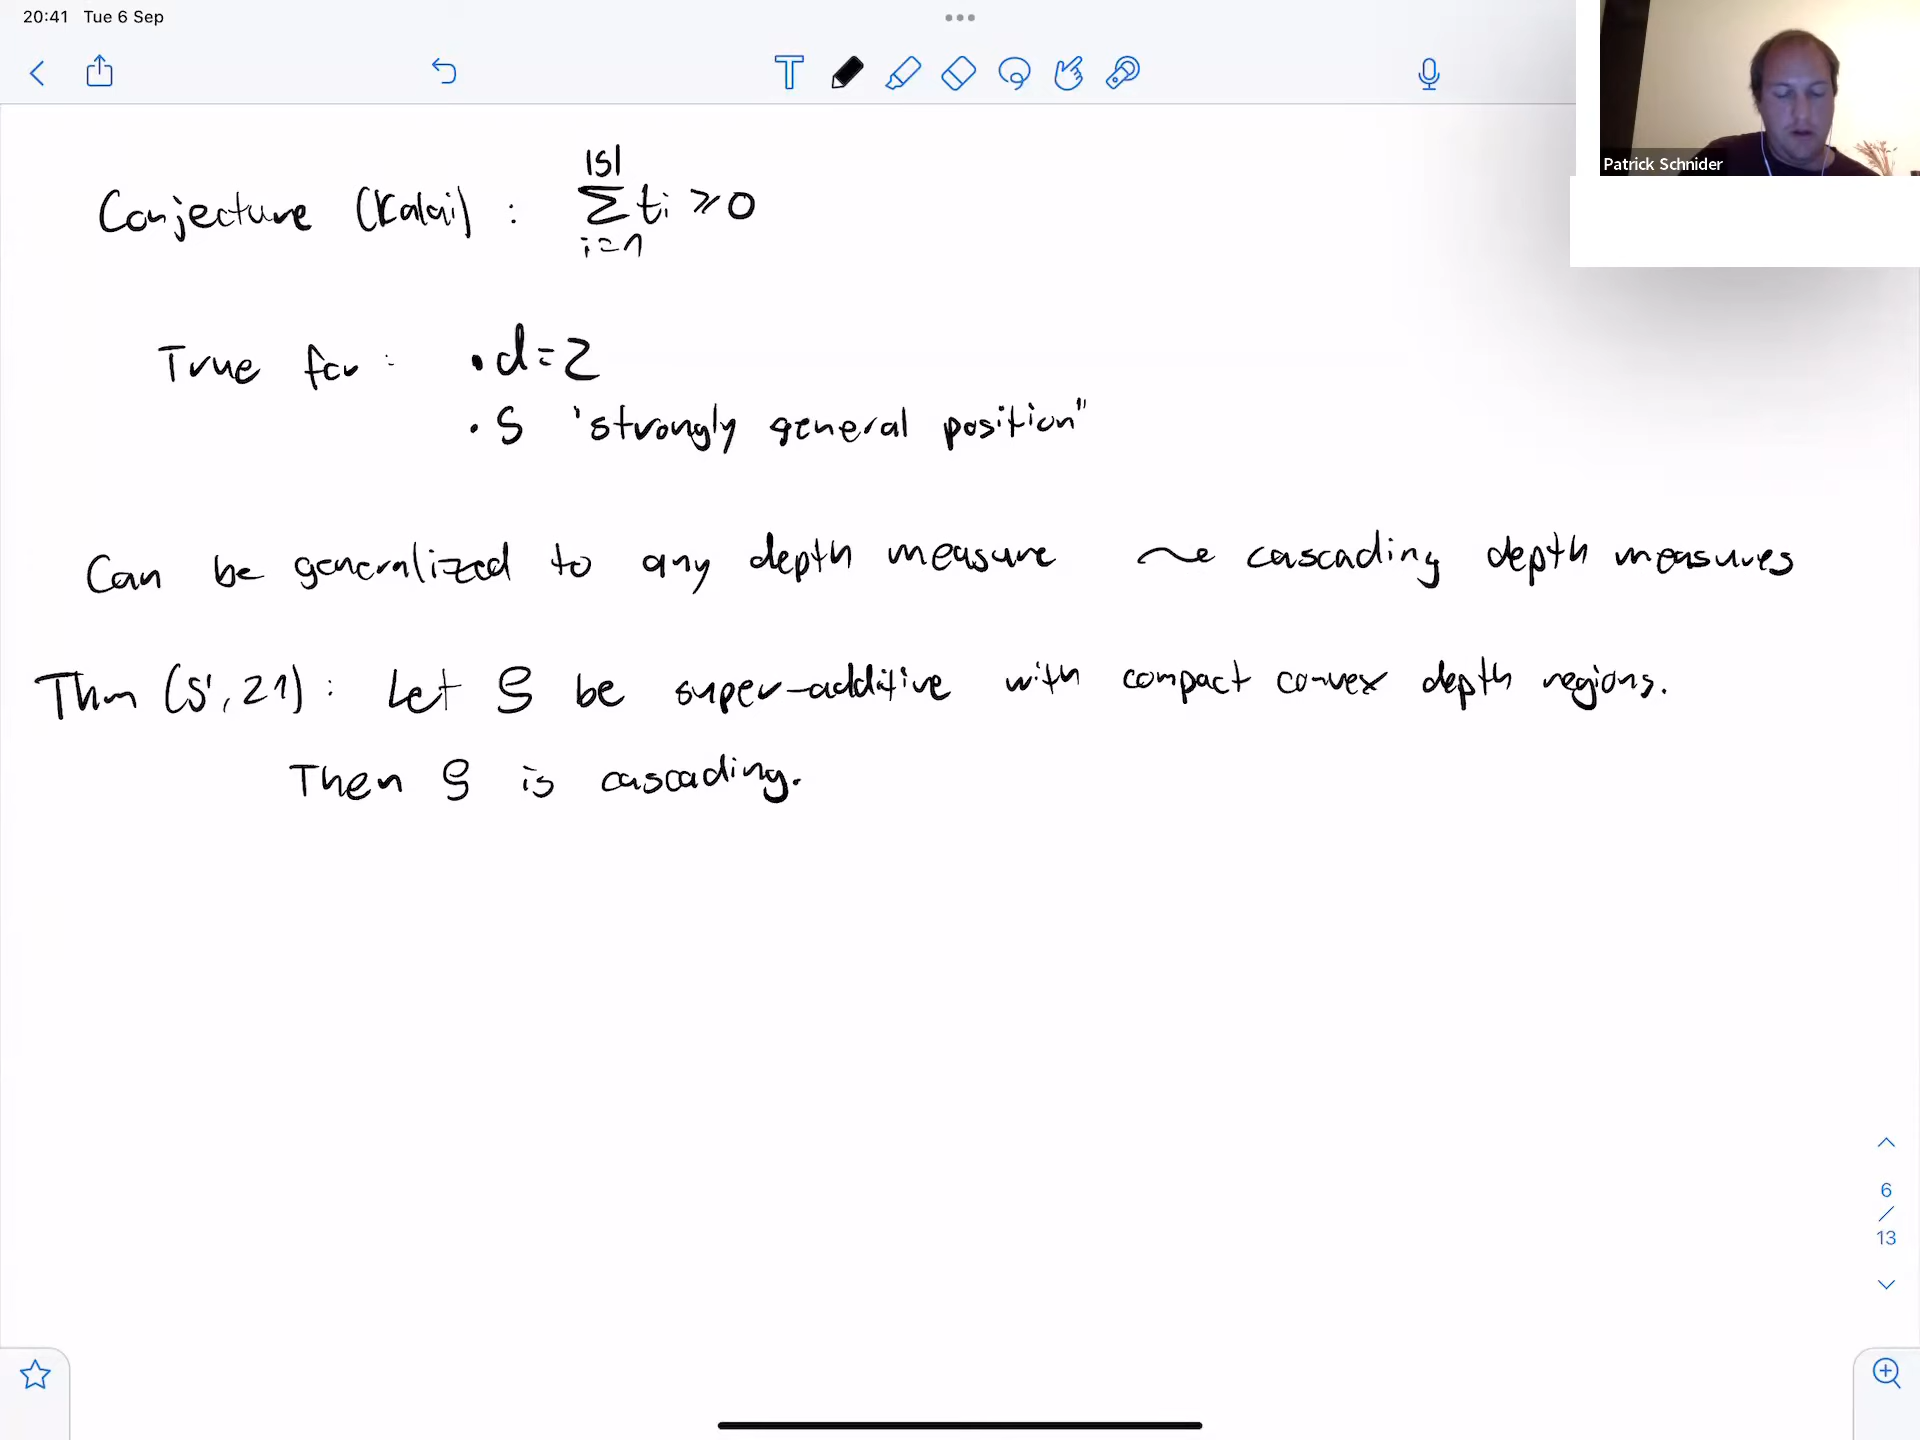 20:41 Tue 6 Sep
Patrick Schnider
Conjecture (Kalai) : |S| ∑ i=1 tᵢ ≥ 0
True for : • d=2
• S "strongly general position"
Can be generalized to any depth measure ~ cascading depth measures
Thm (S', 21) : Let ϱ be super-additive with compact convex depth regions.
Then ϱ is cascading.
6
/
13